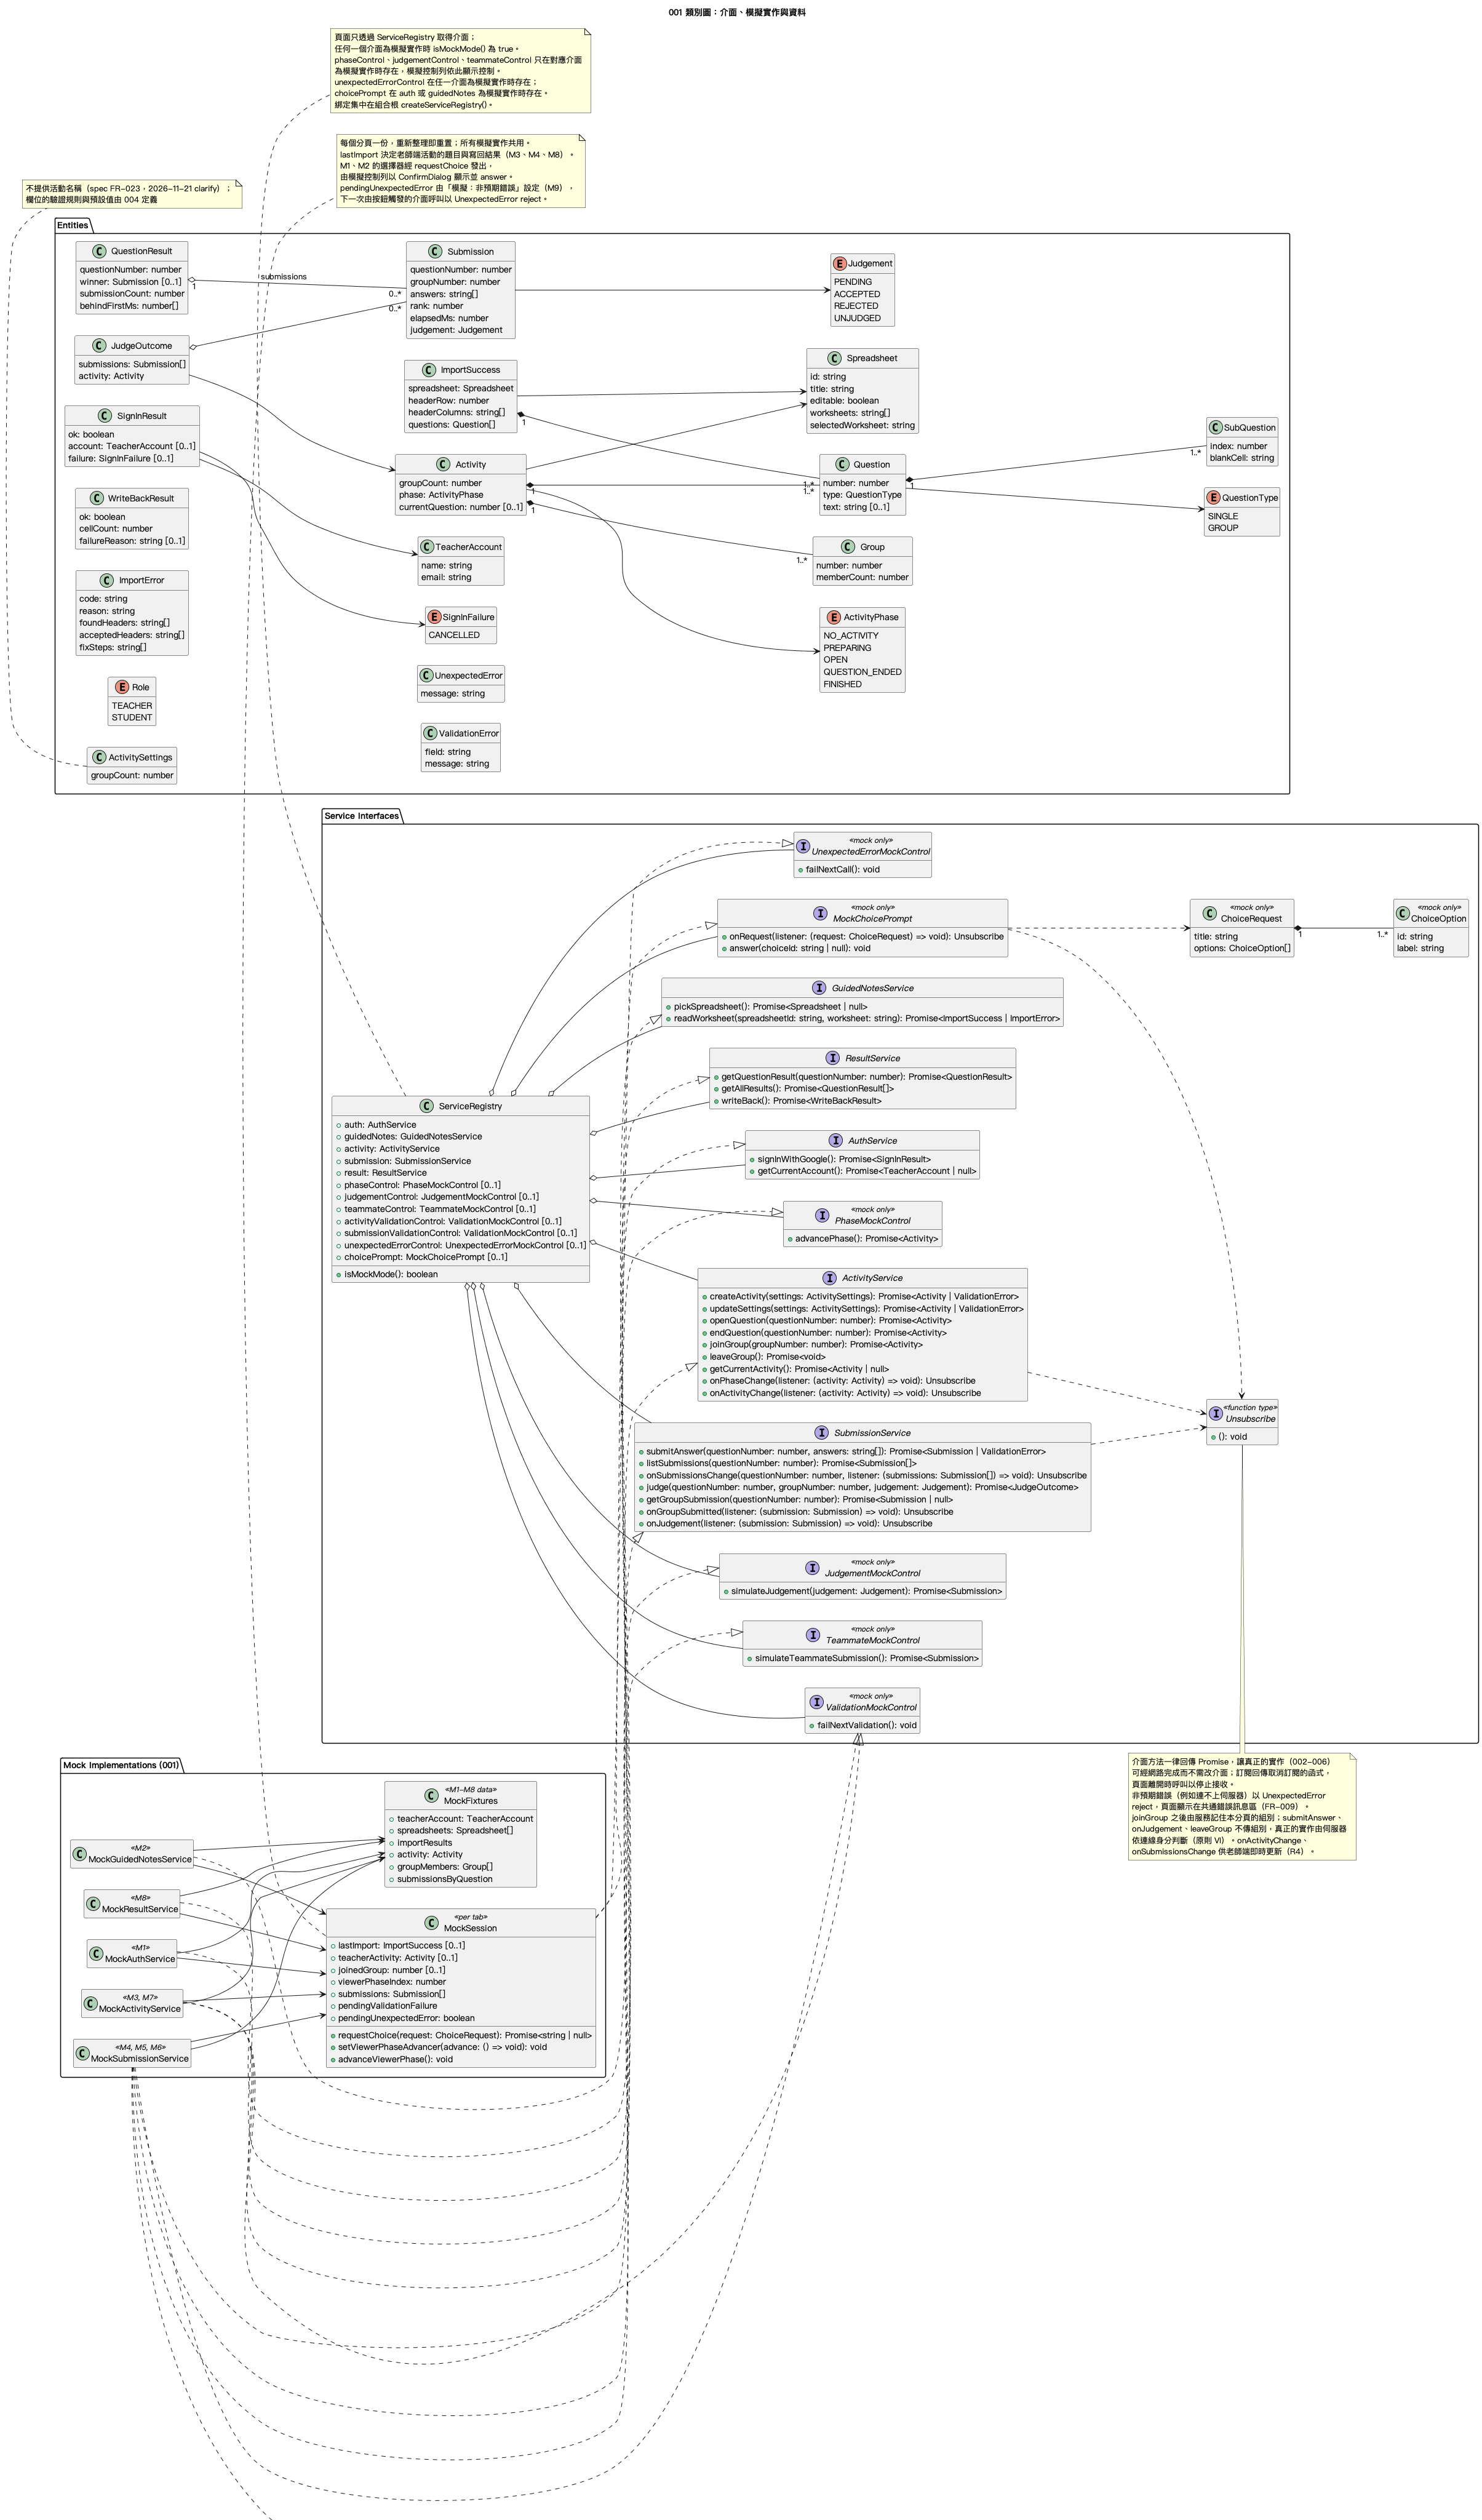 001 類別圖：介面、模擬實作與資料
頁面只透過 ServiceRegistry 取得介面；
任何一個介面為模擬實作時 isMockMode() 為 true。
phaseControl、judgementControl、teammateControl 只在對應介面
為模擬實作時存在，模擬控制列依此顯示控制。
unexpectedErrorControl 在任一介面為模擬實作時存在；
choicePrompt 在 auth 或 guidedNotes 為模擬實作時存在。
綁定集中在組合根 createServiceRegistry()。
每個分頁一份，重新整理即重置；所有模擬實作共用。
lastImport 決定老師端活動的題目與寫回結果（M3、M4、M8）。
M1、M2 的選擇器經 requestChoice 發出，
由模擬控制列以 ConfirmDialog 顯示並 answer。
pendingUnexpectedError 由「模擬：非預期錯誤」設定（M9），
下一次由按鈕觸發的介面呼叫以 UnexpectedError reject。
不提供活動名稱（spec FR-023，2026-11-21 clarify）；
欄位的驗證規則與預設值由 004 定義
Entities
QuestionResult
questionNumber: number
winner: Submission [0..1]
submissionCount: number
behindFirstMs: number[]
1
submissions
0..*
Submission
questionNumber: number
groupNumber: number
answers: string[]
rank: number
elapsedMs: number
judgement: Judgement
0..*
Judgement
PENDING
ACCEPTED
REJECTED
UNJUDGED
JudgeOutcome
submissions: Submission[]
activity: Activity
ImportSuccess
spreadsheet: Spreadsheet
headerRow: number
headerColumns: string[]
questions: Question[]
1
Spreadsheet
id: string
title: string
editable: boolean
worksheets: string[]
selectedWorksheet: string
SignInResult
ok: boolean
account: TeacherAccount [0..1]
failure: SignInFailure [0..1]
Activity
groupCount: number
phase: ActivityPhase
currentQuestion: number [0..1]
1
1
1..*
1..*
Question
number: number
type: QuestionType
text: string [0..1]
1
1..*
SubQuestion
index: number
blankCell: string
QuestionType
SINGLE
GROUP
WriteBackResult
ok: boolean
cellCount: number
failureReason: string [0..1]
TeacherAccount
name: string
email: string
1..*
Group
number: number
memberCount: number
ImportError
code: string
reason: string
foundHeaders: string[]
acceptedHeaders: string[]
fixSteps: string[]
SignInFailure
CANCELLED
ActivityPhase
NO_ACTIVITY
PREPARING
OPEN
QUESTION_ENDED
FINISHED
Role
TEACHER
STUDENT
UnexpectedError
message: string
ActivitySettings
groupCount: number
ValidationError
field: string
message: string
Service Interfaces
«mock only»
UnexpectedErrorMockControl
failNextCall(): void
«mock only»
MockChoicePrompt
onRequest(listener: (request: ChoiceRequest) => void): Unsubscribe
answer(choiceId: string | null): void
«mock only»
ChoiceRequest
title: string
options: ChoiceOption[]
1
1..*
«mock only»
ChoiceOption
id: string
label: string
GuidedNotesService
pickSpreadsheet(): Promise<Spreadsheet | null>
readWorksheet(spreadsheetId: string, worksheet: string): Promise<ImportSuccess | ImportError>
ResultService
getQuestionResult(questionNumber: number): Promise<QuestionResult>
getAllResults(): Promise<QuestionResult[]>
writeBack(): Promise<WriteBackResult>
ServiceRegistry
auth: AuthService
guidedNotes: GuidedNotesService
activity: ActivityService
submission: SubmissionService
result: ResultService
phaseControl: PhaseMockControl [0..1]
judgementControl: JudgementMockControl [0..1]
teammateControl: TeammateMockControl [0..1]
activityValidationControl: ValidationMockControl [0..1]
submissionValidationControl: ValidationMockControl [0..1]
unexpectedErrorControl: UnexpectedErrorMockControl [0..1]
choicePrompt: MockChoicePrompt [0..1]
isMockMode(): boolean
AuthService
signInWithGoogle(): Promise<SignInResult>
getCurrentAccount(): Promise<TeacherAccount | null>
«mock only»
PhaseMockControl
advancePhase(): Promise<Activity>
ActivityService
createActivity(settings: ActivitySettings): Promise<Activity | ValidationError>
updateSettings(settings: ActivitySettings): Promise<Activity | ValidationError>
openQuestion(questionNumber: number): Promise<Activity>
endQuestion(questionNumber: number): Promise<Activity>
joinGroup(groupNumber: number): Promise<Activity>
leaveGroup(): Promise<void>
getCurrentActivity(): Promise<Activity | null>
onPhaseChange(listener: (activity: Activity) => void): Unsubscribe
onActivityChange(listener: (activity: Activity) => void): Unsubscribe
«function type»
Unsubscribe
(): void
SubmissionService
submitAnswer(questionNumber: number, answers: string[]): Promise<Submission | ValidationError>
listSubmissions(questionNumber: number): Promise<Submission[]>
onSubmissionsChange(questionNumber: number, listener: (submissions: Submission[]) => void): Unsubscribe
judge(questionNumber: number, groupNumber: number, judgement: Judgement): Promise<JudgeOutcome>
getGroupSubmission(questionNumber: number): Promise<Submission | null>
onGroupSubmitted(listener: (submission: Submission) => void): Unsubscribe
onJudgement(listener: (submission: Submission) => void): Unsubscribe
«mock only»
JudgementMockControl
simulateJudgement(judgement: Judgement): Promise<Submission>
«mock only»
TeammateMockControl
simulateTeammateSubmission(): Promise<Submission>
«mock only»
ValidationMockControl
failNextValidation(): void
介面方法一律回傳 Promise，讓真正的實作（002-006）
可經網路完成而不需改介面；訂閱回傳取消訂閱的函式，
頁面離開時呼叫以停止接收。
非預期錯誤（例如連不上伺服器）以 UnexpectedError
reject，頁面顯示在共通錯誤訊息區（FR-009）。
joinGroup 之後由服務記住本分頁的組別；submitAnswer、
onJudgement、leaveGroup 不傳組別，真正的實作由伺服器
依連線身分判斷（原則 VI）。onActivityChange、
onSubmissionsChange 供老師端即時更新（R4）。
Mock Implementations (001)
«M1-M8 data»
MockFixtures
teacherAccount: TeacherAccount
spreadsheets: Spreadsheet[]
importResults
activity: Activity
groupMembers: Group[]
submissionsByQuestion
«M2»
MockGuidedNotesService
«M8»
MockResultService
«M1»
MockAuthService
«M3, M7»
MockActivityService
«M4, M5, M6»
MockSubmissionService
«per tab»
MockSession
lastImport: ImportSuccess [0..1]
teacherActivity: Activity [0..1]
joinedGroup: number [0..1]
viewerPhaseIndex: number
submissions: Submission[]
pendingValidationFailure
pendingUnexpectedError: boolean
requestChoice(request: ChoiceRequest): Promise<string | null>
setViewerPhaseAdvancer(advance: () => void): void
advanceViewerPhase(): void